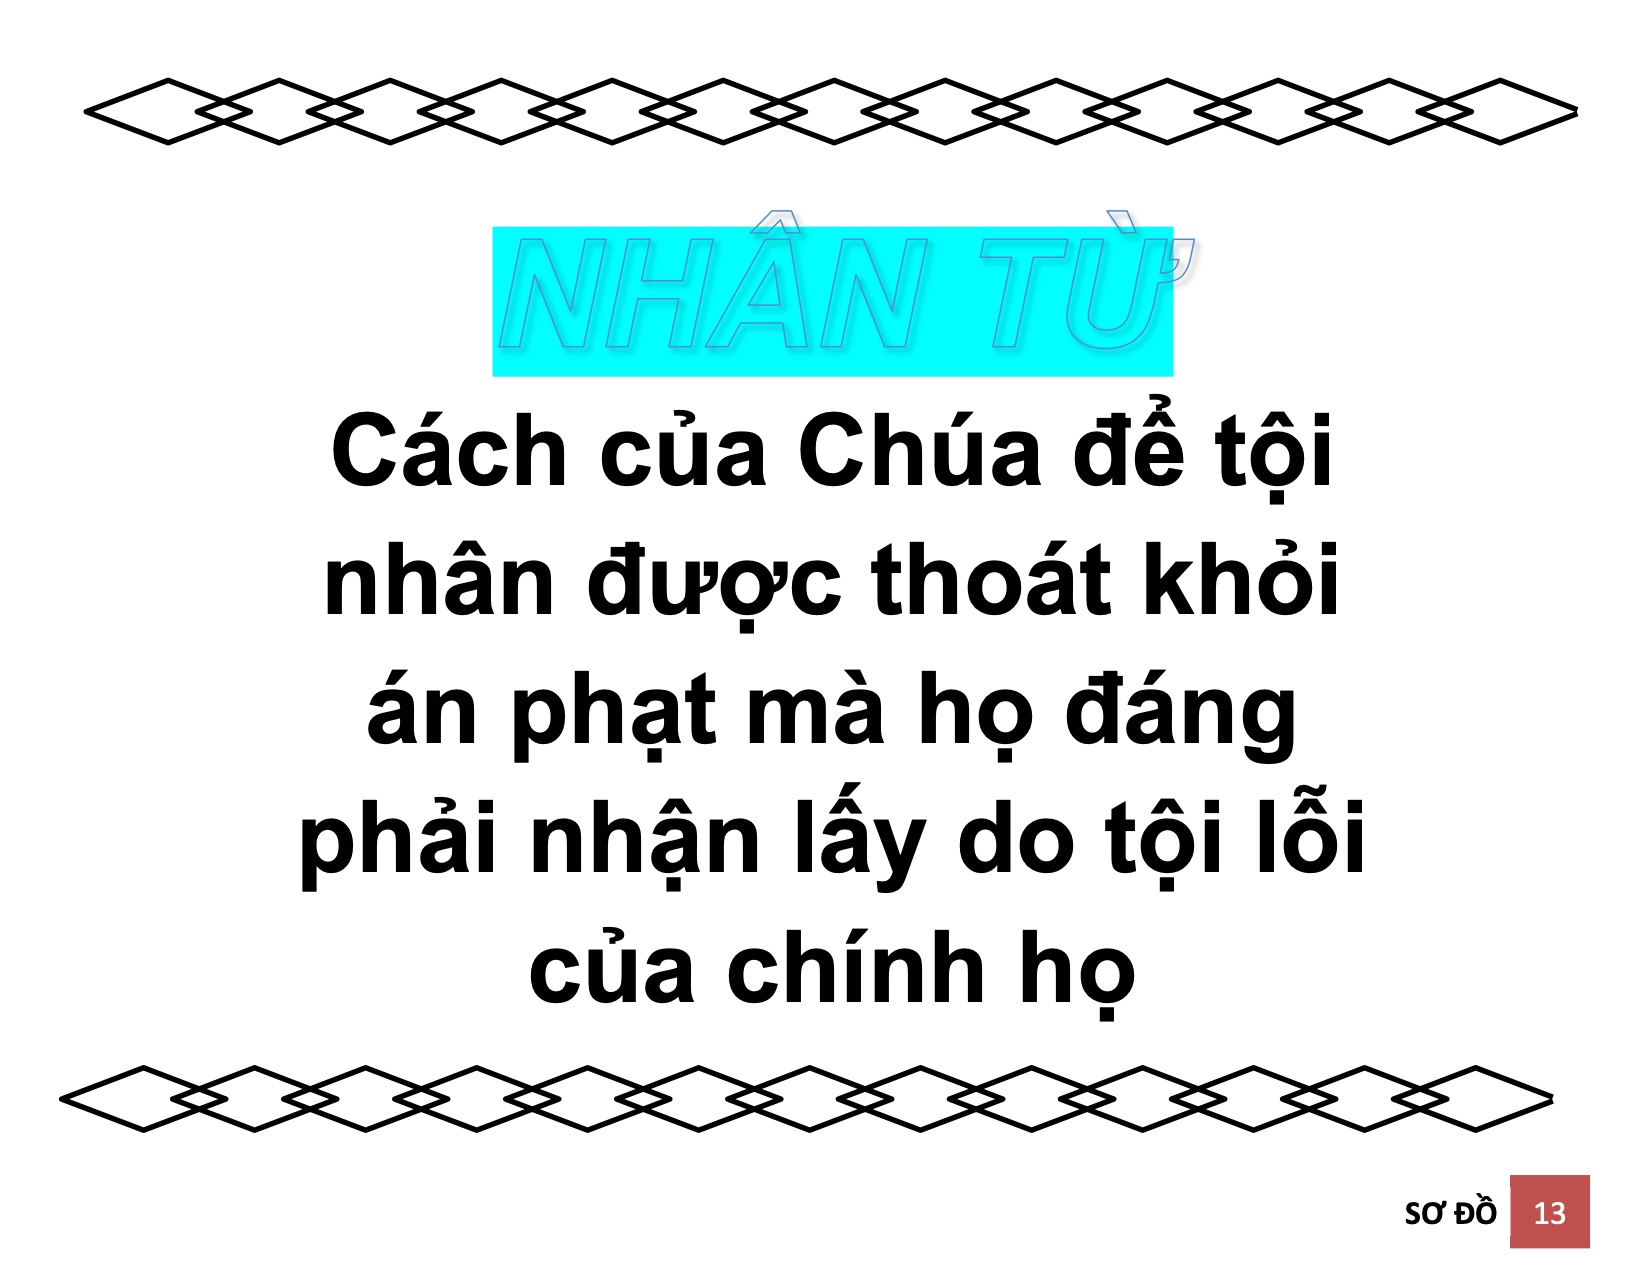 NHÂN TỪ
Cách của Chúa để tội
nhân được thoát khỏi
án phạt mà họ đáng
phải nhận lấy do tội lỗi
của chính họ
SƠ ĐỒ 13